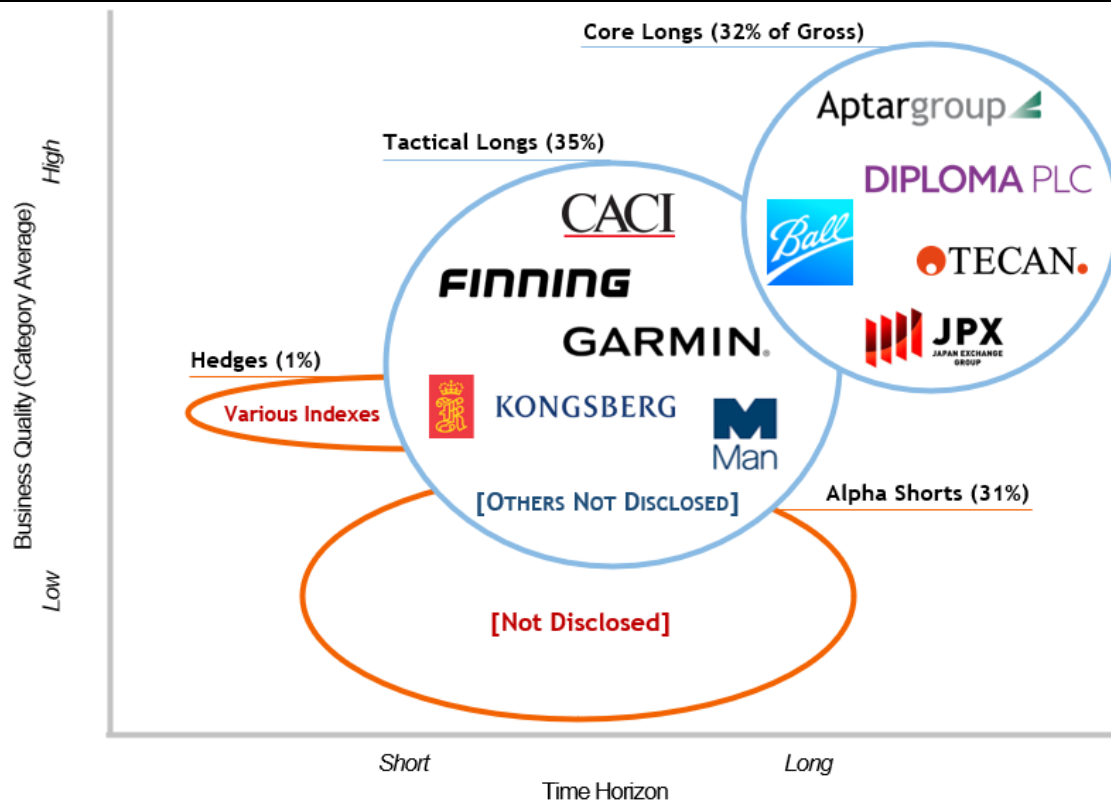 Core Longs (32% of Gross)
Aptargroup
Tactical Longs (35%)
High
DIPLOMA PLC
CACI
Ball
TECAN.
FINNING
JPX
JAPAN EXCHANGE
GROUP
GARMIN®
Hedges (1%)
Various Indexes
KONGSBERG
M
Man
Business Quality (Category Average)
[OTHERS NOT DISCLOSED]
Alpha Shorts (31%)
Low
[Not Disclosed]
Short
Long
Time Horizon